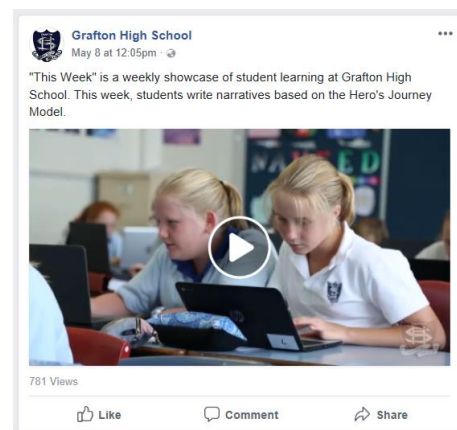 Grafton High School
May 8 at 12:05pm ·
"This Week" is a weekly showcase of student learning at Grafton High
School. This week, students write narratives based on the Hero's Journey
Model.
781 Views
Like Comment Share